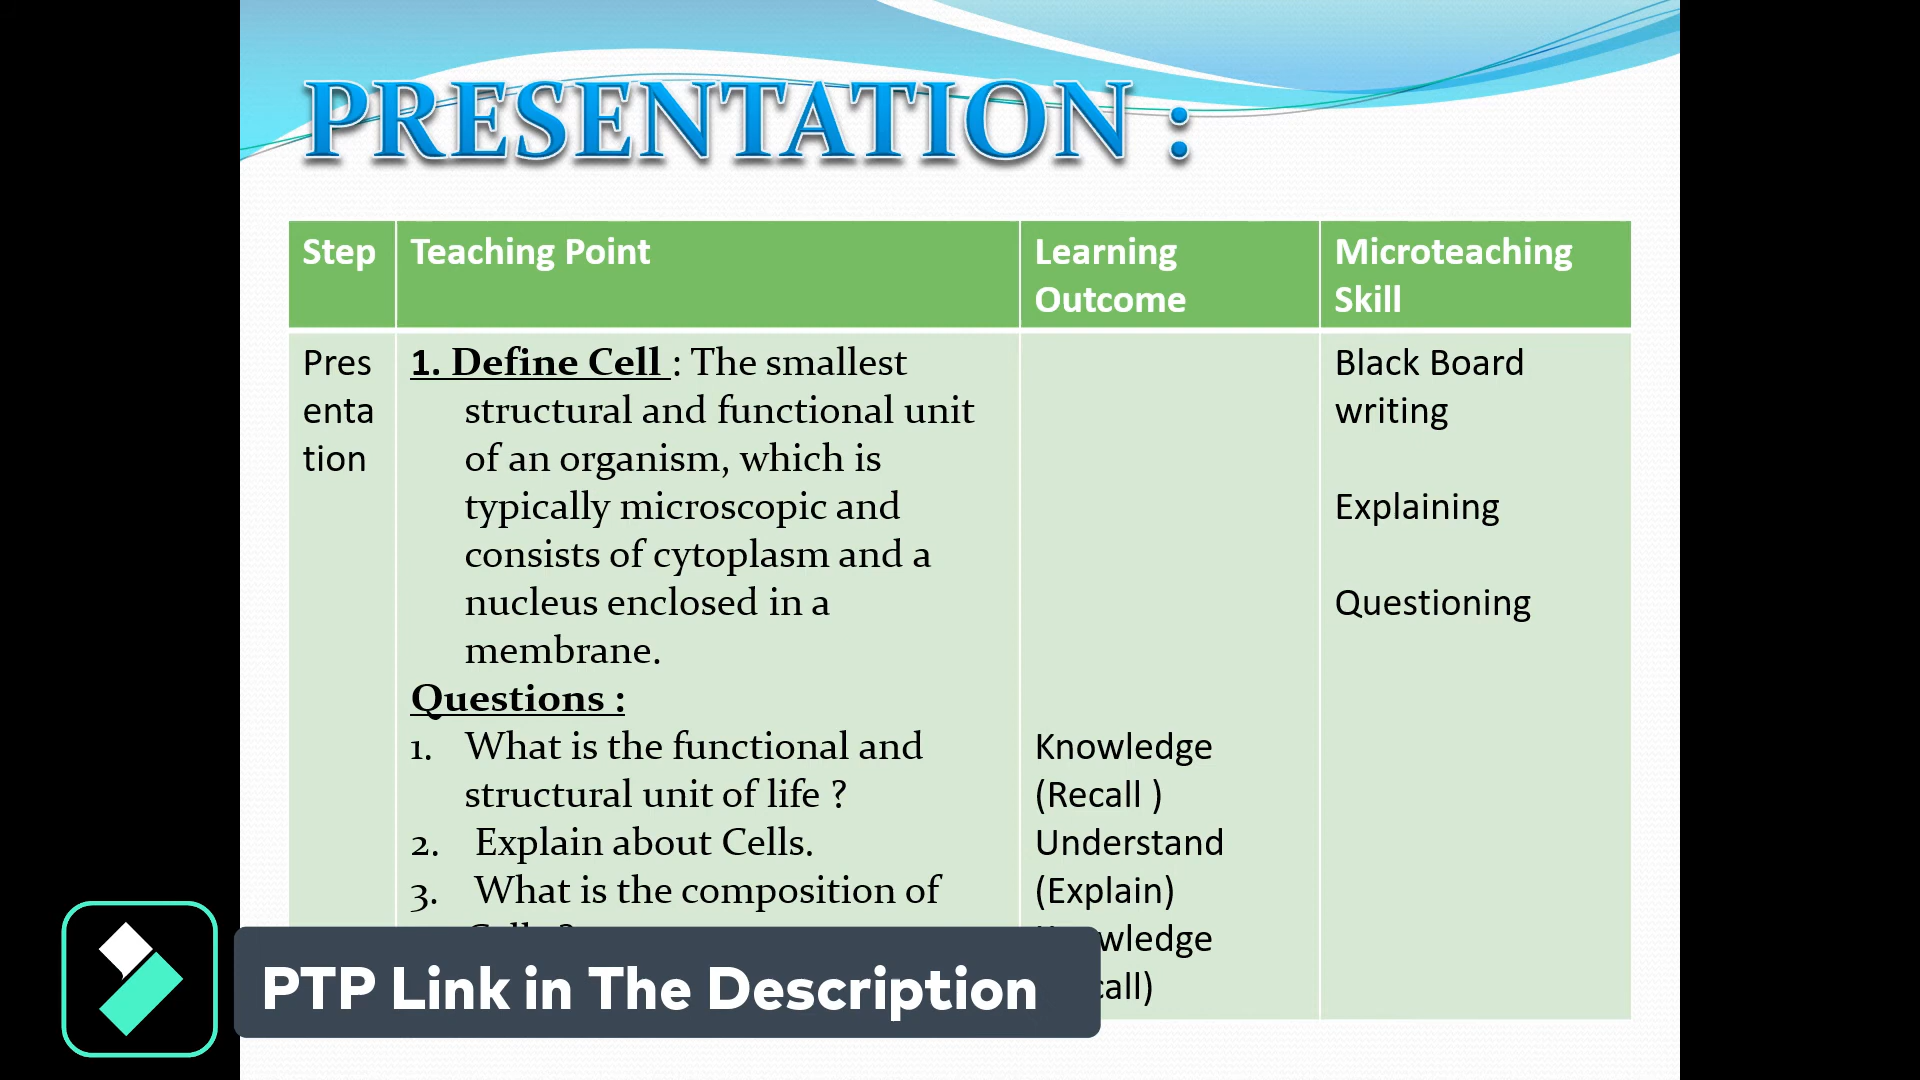 PRESENTATION :
Step
Teaching Point
Learning
Outcome
Microteaching
Skill
Pres
enta
tion
1. Define Cell : The smallest
structural and functional unit
of an organism, which is
typically microscopic and
consists of cytoplasm and a
nucleus enclosed in a
membrane.
Questions :
1. What is the functional and
structural unit of life ?
2. Explain about Cells.
3. What is the composition of
Knowledge
(Recall )
Understand
(Explain)
Black Board
writing
Explaining
Questioning
PTP Link in The Description